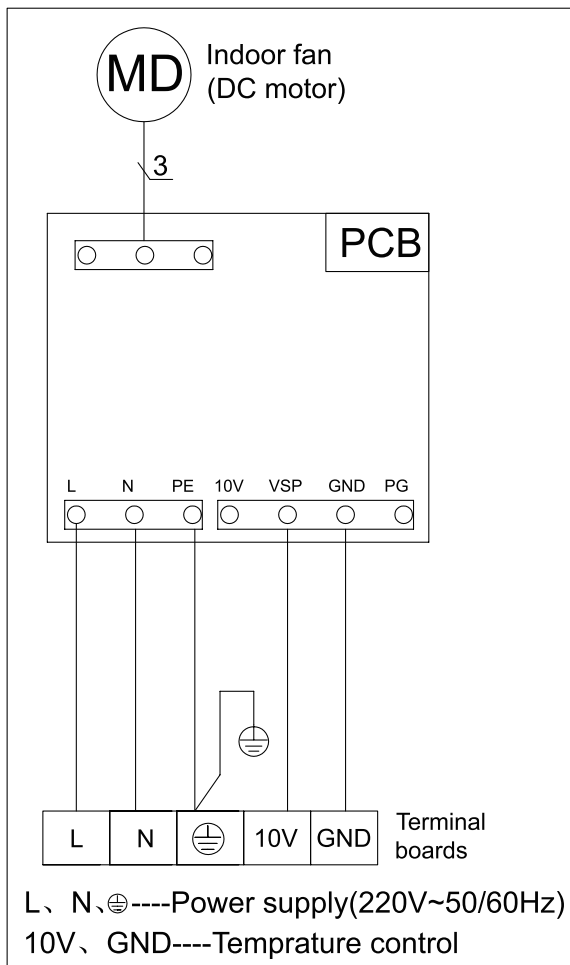 MD
Indoor fan
(DC motor)
3
PCB
L N PE 10V VSP GND PG
L N ⏚ 10V GND
Terminal
boards
L、N、⏚----Power supply(220V~50/60Hz)
10V、GND----Temprature control